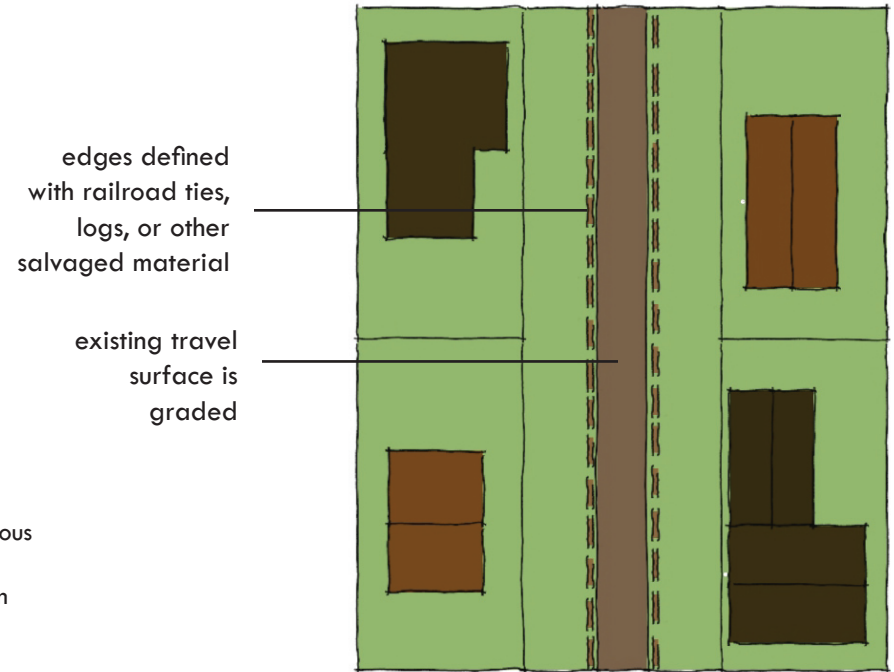 edges defined
with railroad ties,
logs, or other
salvaged material
existing travel
surface is
graded